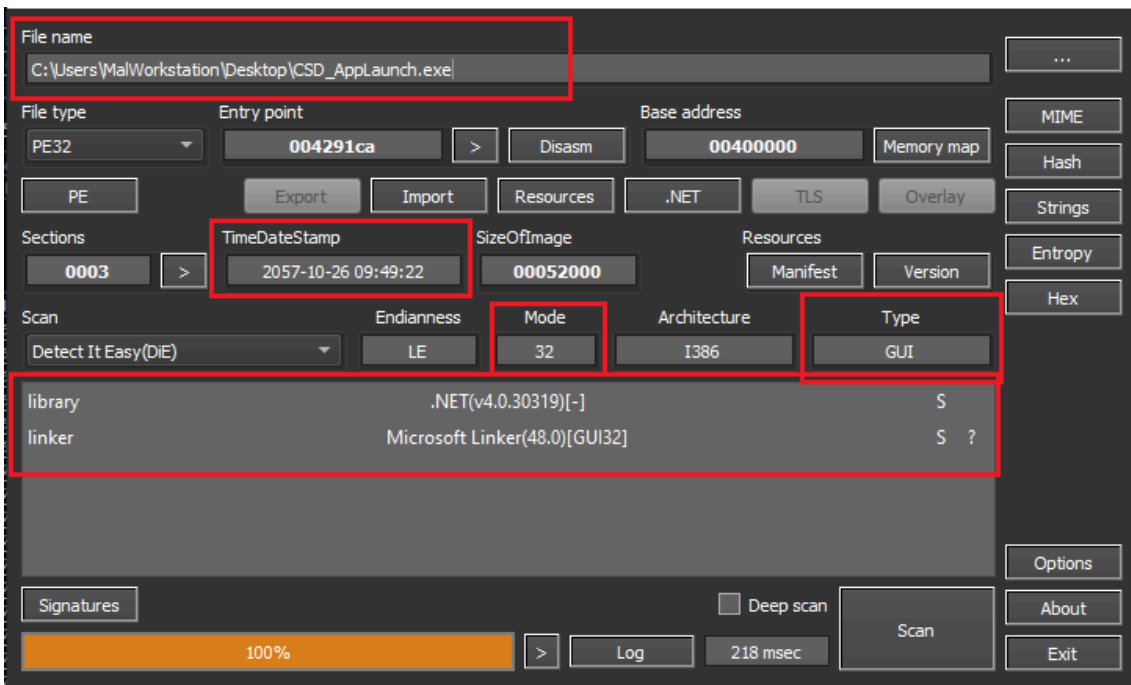 File name
C:\Users\MalWorkstation\Desktop\CSD_AppLaunch.exe
...
File type Entry point Base address
MIME
PE32 004291ca > Disasm 00400000 Memory map
Hash
PE Export Import Resources .NET TLS Overlay
Strings
Sections TimeDateStamp SizeOfImage Resources
Entropy
0003 > 2057-10-26 09:49:22 00052000 Manifest Version
Hex
Scan Endianness Mode Architecture Type
Detect It Easy(DiE) LE 32 I386 GUI
library .NET(v4.0.30319)[-] S
linker Microsoft Linker(48.0)[GUI32] S ?
Options
Signatures Deep scan
About
Scan
100% > Log 218 msec
Exit